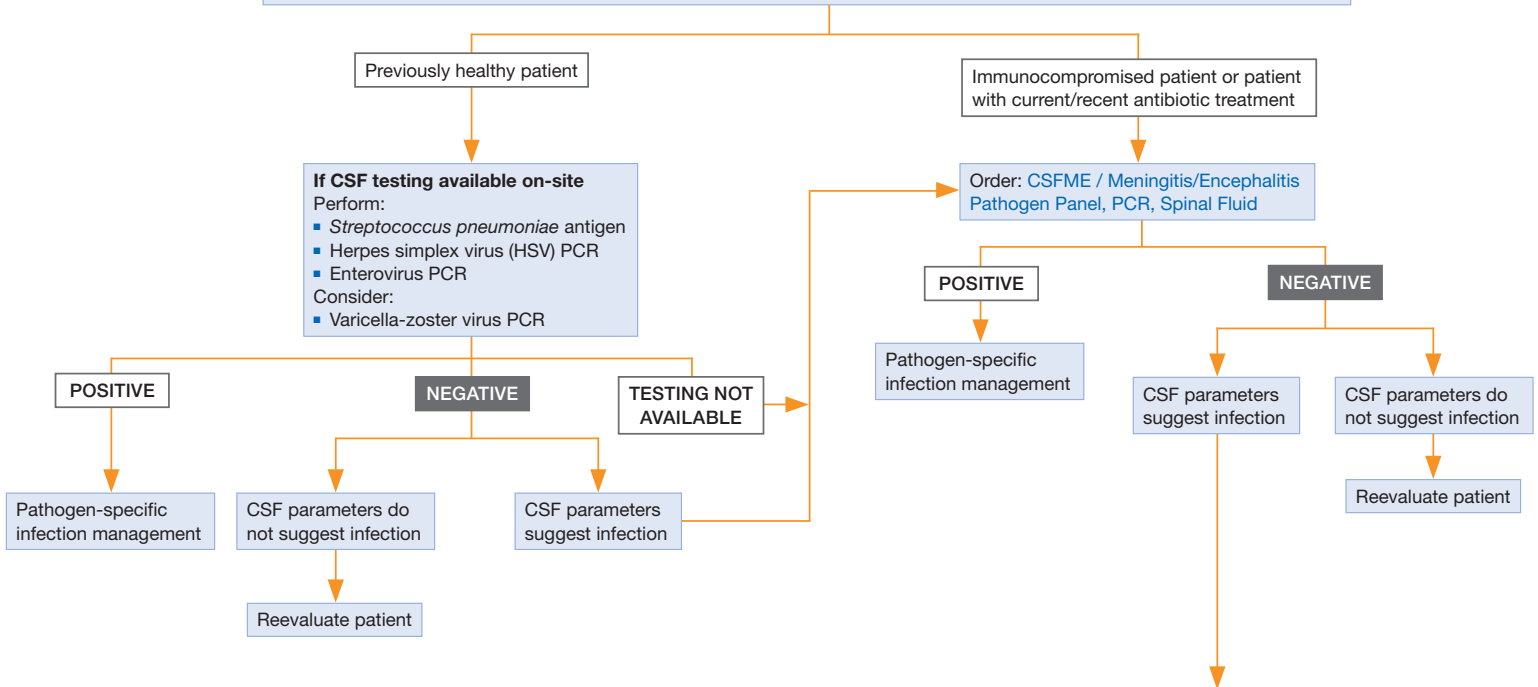 Previously healthy patient
Immunocompromised patient or patient
with current/recent antibiotic treatment
If CSF testing available on-site
Perform:
▪ Streptococcus pneumoniae antigen
▪ Herpes simplex virus (HSV) PCR
▪ Enterovirus PCR
Consider:
▪ Varicella-zoster virus PCR
Order: CSFME / Meningitis/Encephalitis
Pathogen Panel, PCR, Spinal Fluid
POSITIVE
NEGATIVE
TESTING NOT
AVAILABLE
POSITIVE
NEGATIVE
Pathogen-specific
infection management
CSF parameters
suggest infection
CSF parameters do
not suggest infection
Reevaluate patient
Pathogen-specific
infection management
CSF parameters do
not suggest infection
CSF parameters
suggest infection
Reevaluate patient